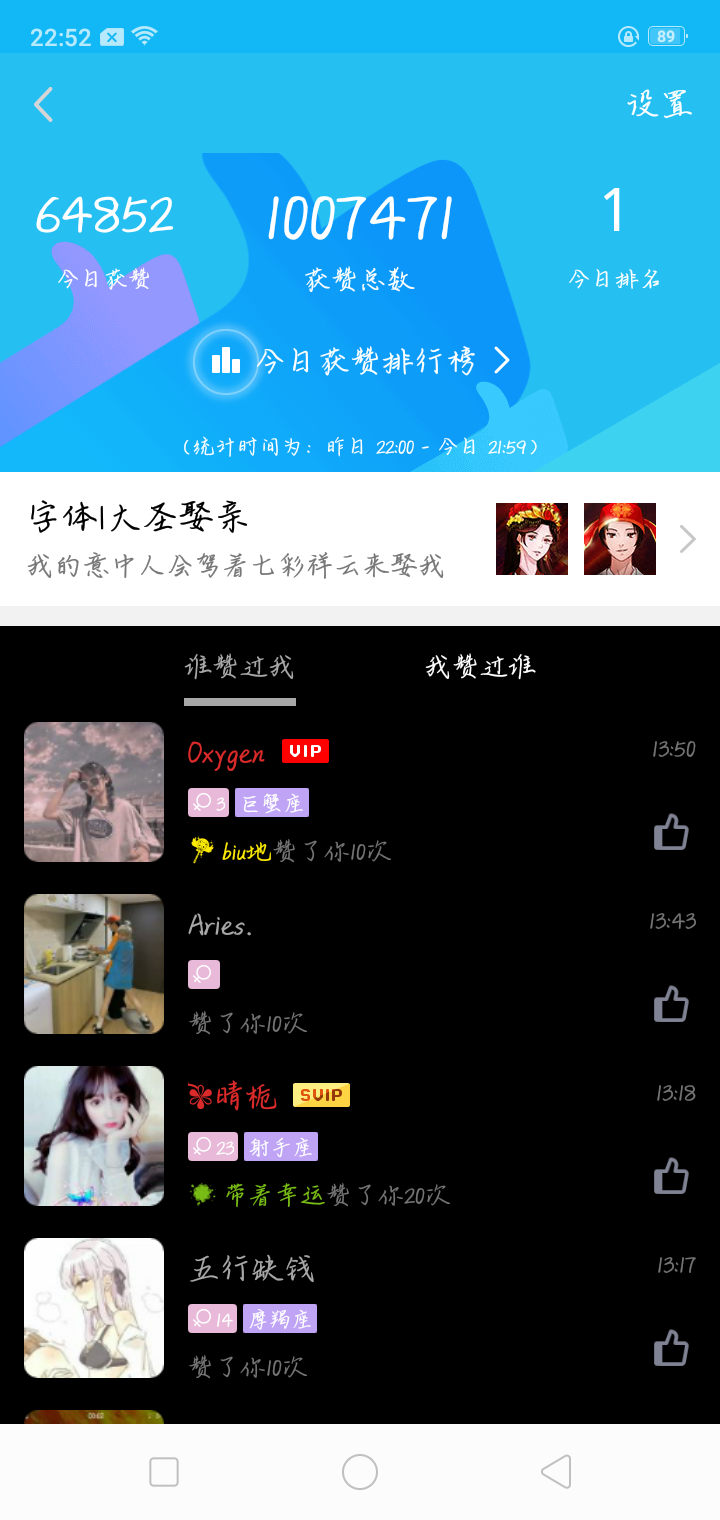 22:52 89
设置
64852 1007471 1
今日获赞 获赞总数 今日排名
今日获赞排行榜
(统计时间为：昨日 22:00 - 今日 21:59)
字体|大圣娶亲
我的意中人会驾着七彩祥云来娶我
谁赞过我 我赞过谁
Oxygen VIP 13:50
3 巨蟹座
biu地赞了你10次
Aries. 13:43
赞了你10次
晴栀 SVIP 13:18
23 射手座
带着幸运赞了你20次
五行缺钱 13:17
14 摩羯座
赞了你10次